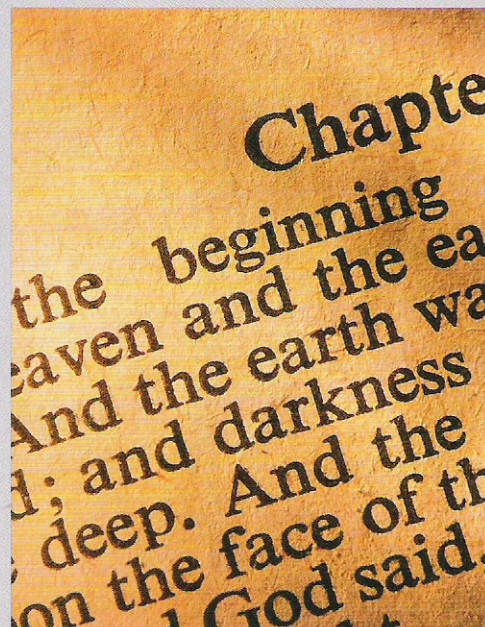 Chapte
the beginning
eaven and the ea
And the earth wa
d; and darkness
deep. And the
on the face of th
God said.